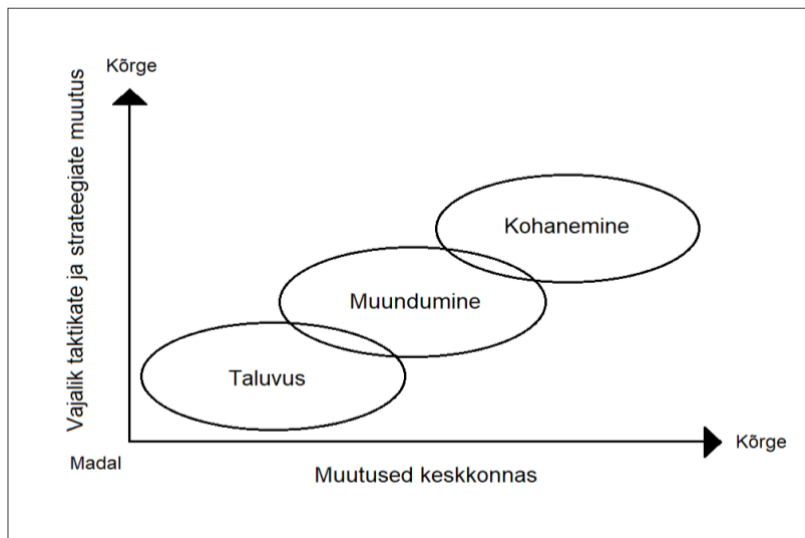 Kõrge
Vajalik taktikate ja strateegiate muutus
Kohanemine
Muundumine
Taluvus
Kõrge
Madal
Muutused keskkonnas